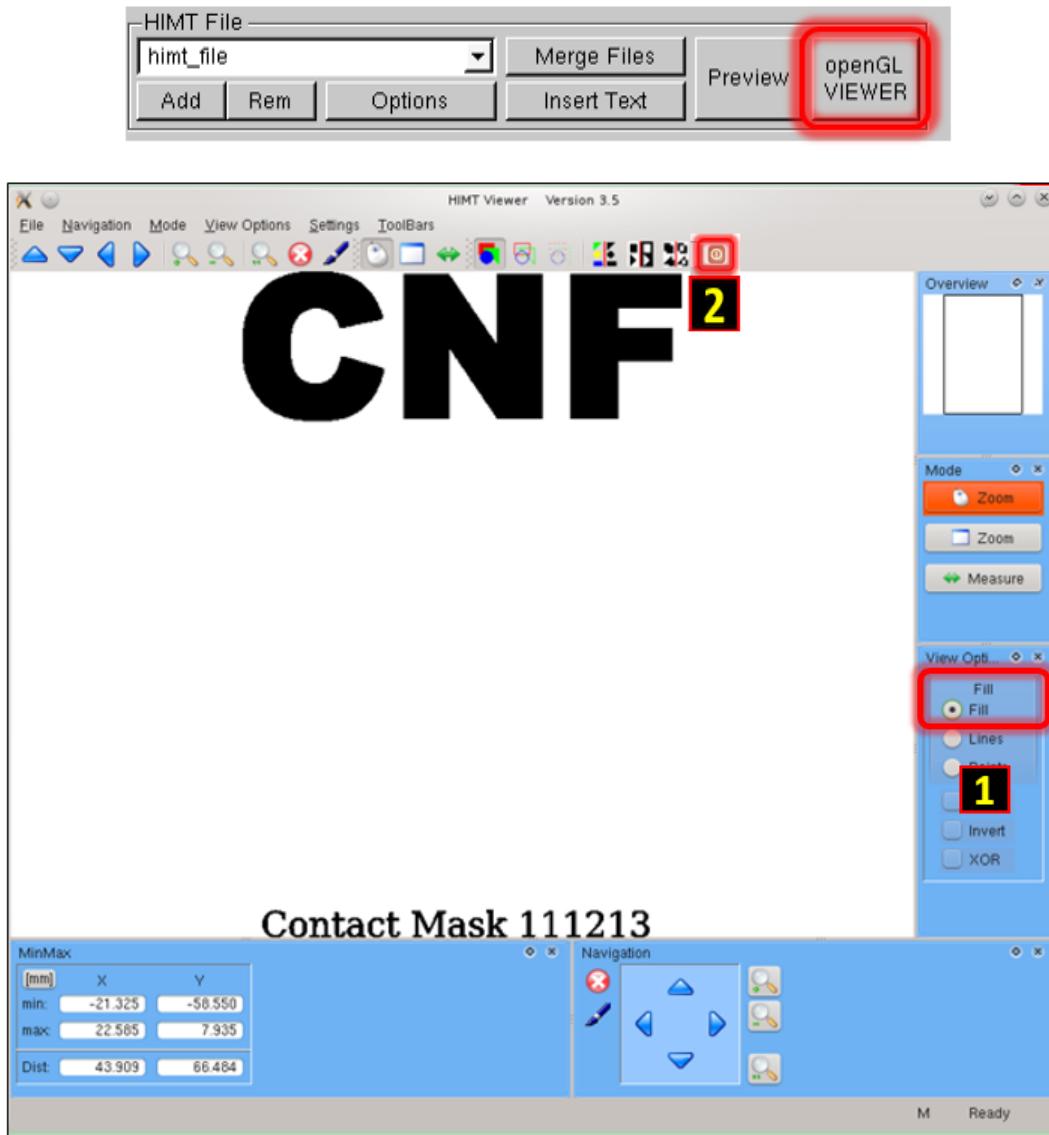 HIMT File
himt_file
Merge Files
Preview
openGL
VIEWER
Add
Rem
Options
Insert Text
HIMT Viewer Version 3.5
File Navigation Mode View Options Settings ToolBars
2
CNF
Overview
Mode
Zoom
Zoom
Measure
View Opti...
Fill
Fill
Lines
1
Invert
XOR
Contact Mask 111213
MinMax
[mm] X Y
min: -21.325 -58.550
max: 22.585 7.935
Dist: 43.909 66.484
Navigation
M Ready